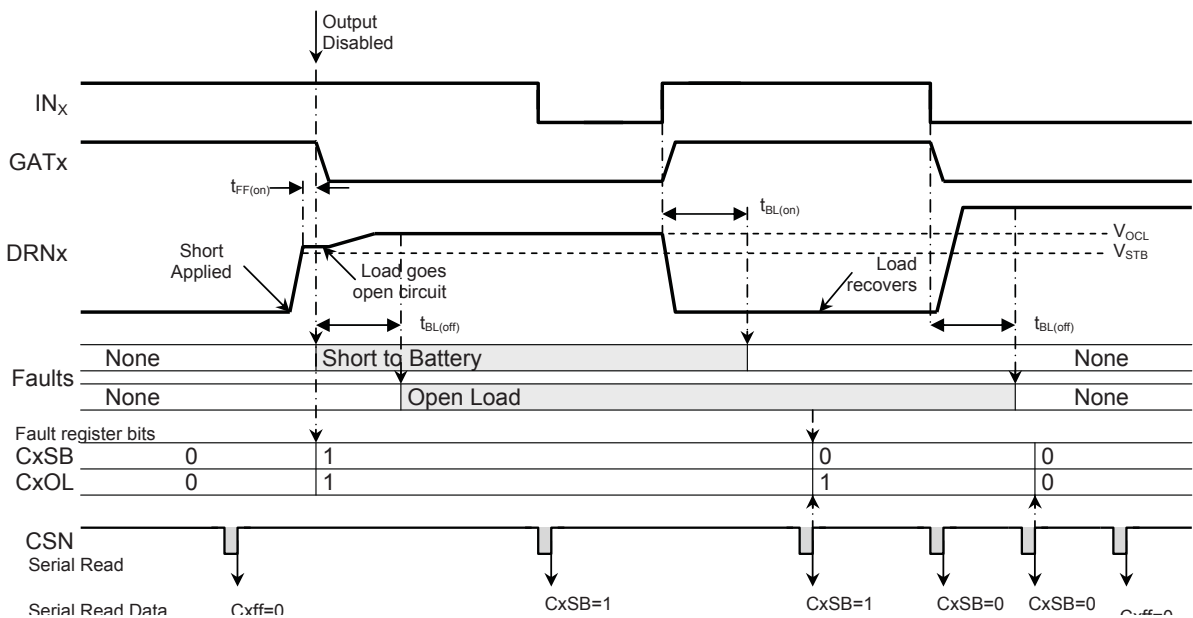 Output
Disabled
INX
GATx
tFF(on)
tBL(on)
VOCL
VSTB
DRNx
Short
Applied
Load goes
open circuit
Load
recovers
tBL(off)
tBL(off)
Faults
None
Short to Battery
None
None
Open Load
None
Fault register bits
CxSB 0 1 0 0
CxOL 0 1 1 0
CSN
Serial Read
Serial Read Data
Cxff=0
CxSB=1
CxSB=1
CxSB=0
CxSB=0
Cxff=0